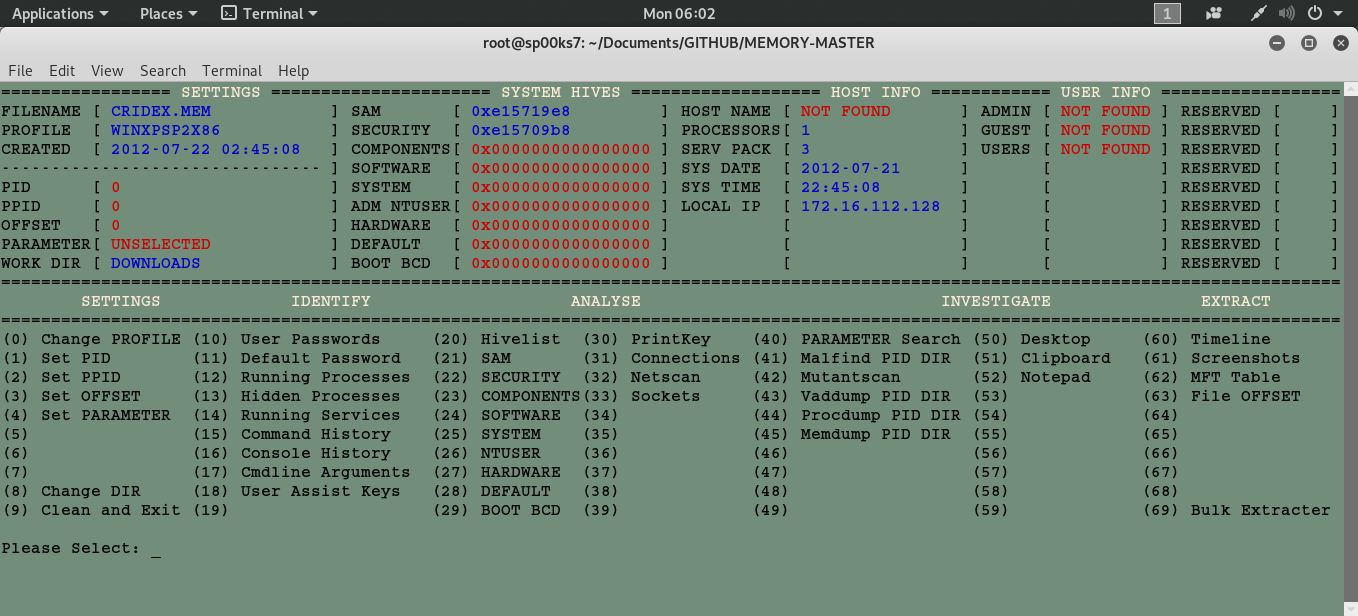 Applications Places Terminal Mon 06:02 1
root@sp00ks7: ~/Documents/GITHUB/MEMORY-MASTER
File Edit View Search Terminal Help
================= SETTINGS ====================== SYSTEM HIVES =================== HOST INFO ============= USER INFO ==================
FILENAME [ CRIDEX.MEM ] SAM [ 0xe15719e8 ] HOST NAME [ NOT FOUND ] ADMIN [ NOT FOUND ] RESERVED [ ]
PROFILE [ WINXPSP2X86 ] SECURITY [ 0xe15709b8 ] PROCESSORS[ 1 ] GUEST [ NOT FOUND ] RESERVED [ ]
CREATED [ 2012-07-22 02:45:08 ] COMPONENTS[ 0x0000000000000000 ] SERV PACK [ 3 ] USERS [ NOT FOUND ] RESERVED [ ]
-------------------------------- ] SOFTWARE [ 0x0000000000000000 ] SYS DATE [ 2012-07-21 ] [ ] RESERVED [ ]
PID [ 0 ] SYSTEM [ 0x0000000000000000 ] SYS TIME [ 22:45:08 ] [ ] RESERVED [ ]
PPID [ 0 ] ADM NTUSER[ 0x0000000000000000 ] LOCAL IP [ 172.16.112.128 ] [ ] RESERVED [ ]
OFFSET [ 0 ] HARDWARE [ 0x0000000000000000 ] [ ] [ ] RESERVED [ ]
PARAMETER[ UNSELECTED ] DEFAULT [ 0x0000000000000000 ] [ ] [ ] RESERVED [ ]
WORK DIR [ DOWNLOADS ] BOOT BCD [ 0x0000000000000000 ] [ ] [ ] RESERVED [ ]
======================================================================================================================================
SETTINGS IDENTIFY ANALYSE INVESTIGATE EXTRACT
======================================================================================================================================
(0) Change PROFILE (10) User Passwords (20) Hivelist (30) PrintKey (40) PARAMETER Search (50) Desktop (60) Timeline
(1) Set PID (11) Default Password (21) SAM (31) Connections (41) Malfind PID DIR (51) Clipboard (61) Screenshots
(2) Set PPID (12) Running Processes (22) SECURITY (32) Netscan (42) Mutantscan (52) Notepad (62) MFT Table
(3) Set OFFSET (13) Hidden Processes (23) COMPONENTS(33) Sockets (43) Vaddump PID DIR (53) (63) File OFFSET
(4) Set PARAMETER (14) Running Services (24) SOFTWARE (34) (44) Procdump PID DIR (54) (64)
(5) (15) Command History (25) SYSTEM (35) (45) Memdump PID DIR (55) (65)
(6) (16) Console History (26) NTUSER (36) (46) (56) (66)
(7) (17) Cmdline Arguments (27) HARDWARE (37) (47) (57) (67)
(8) Change DIR (18) User Assist Keys (28) DEFAULT (38) (48) (58) (68)
(9) Clean and Exit (19) (29) BOOT BCD (39) (49) (59) (69) Bulk Extracter
Please Select: _